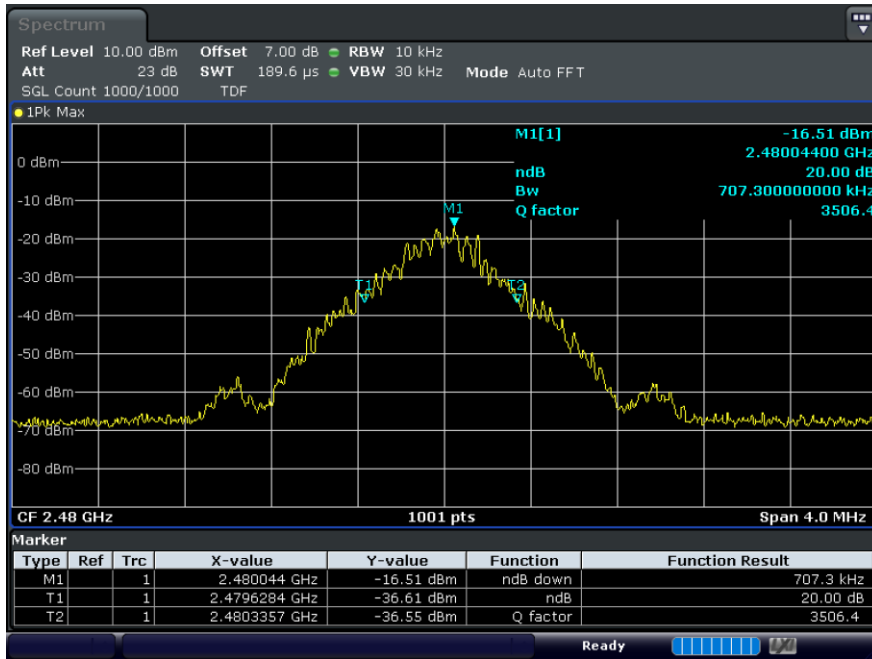 Spectrum
Ref Level 10.00 dBm Offset 7.00 dB RBW 10 kHz
Att 23 dB SWT 189.6 µs VBW 30 kHz Mode Auto FFT
SGL Count 1000/1000 TDF
1Pk Max
M1[1] -16.51 dBm
2.48004400 GHz
0 dBm
ndB 20.00 dB
-10 dBm
Bw 707.300000000 kHz
M1
Q factor 3506.4
-20 dBm
-30 dBm
T1 T2
-40 dBm
-50 dBm
-60 dBm
-70 dBm
-80 dBm
CF 2.48 GHz 1001 pts Span 4.0 MHz
Marker
Type Ref Trc X-value Y-value Function Function Result
M1 1 2.480044 GHz -16.51 dBm ndB down 707.3 kHz
T1 1 2.4796284 GHz -36.61 dBm ndB 20.00 dB
T2 1 2.4803357 GHz -36.55 dBm Q factor 3506.4
Ready